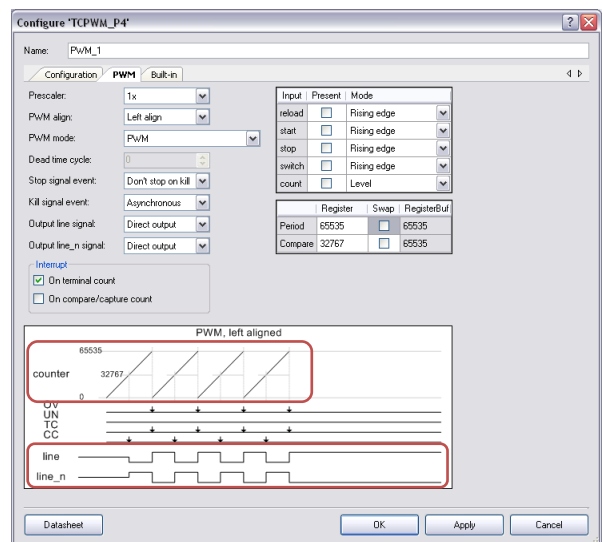 Configure 'TCPWM_P4'
Name: PWM_1
Configuration PWM Built-in
Prescaler: 1x
PWM align: Left align
PWM mode: PWM
Dead time cycle: 0
Stop signal event: Don't stop on kill
Kill signal event: Asynchronous
Output line signal: Direct output
Output line_n signal: Direct output
Interrupt
On terminal count
On compare/capture count
Input Present Mode
reload Rising edge
start Rising edge
stop Rising edge
switch Rising edge
count Level
Register Swap RegisterBuf
Period 65535 65535
Compare 32767 65535
PWM, left aligned
65535
counter 32767
0
OV
UN
TC
CC
line
line_n
Datasheet OK Apply Cancel